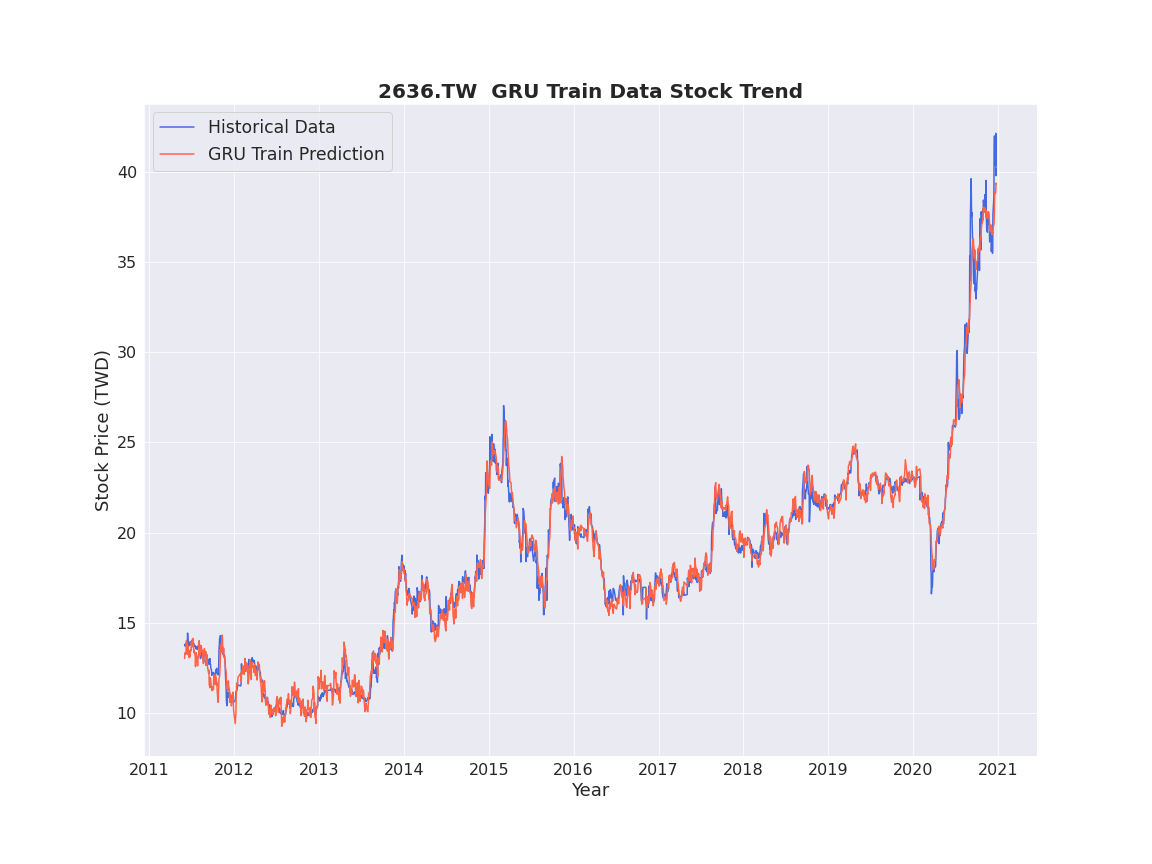 2636.TW  GRU Train Data Stock Trend
Historical Data
GRU Train Prediction
Stock Price (TWD)
40
35
30
25
20
15
10
2011 2012 2013 2014 2015 2016 2017 2018 2019 2020 2021
Year